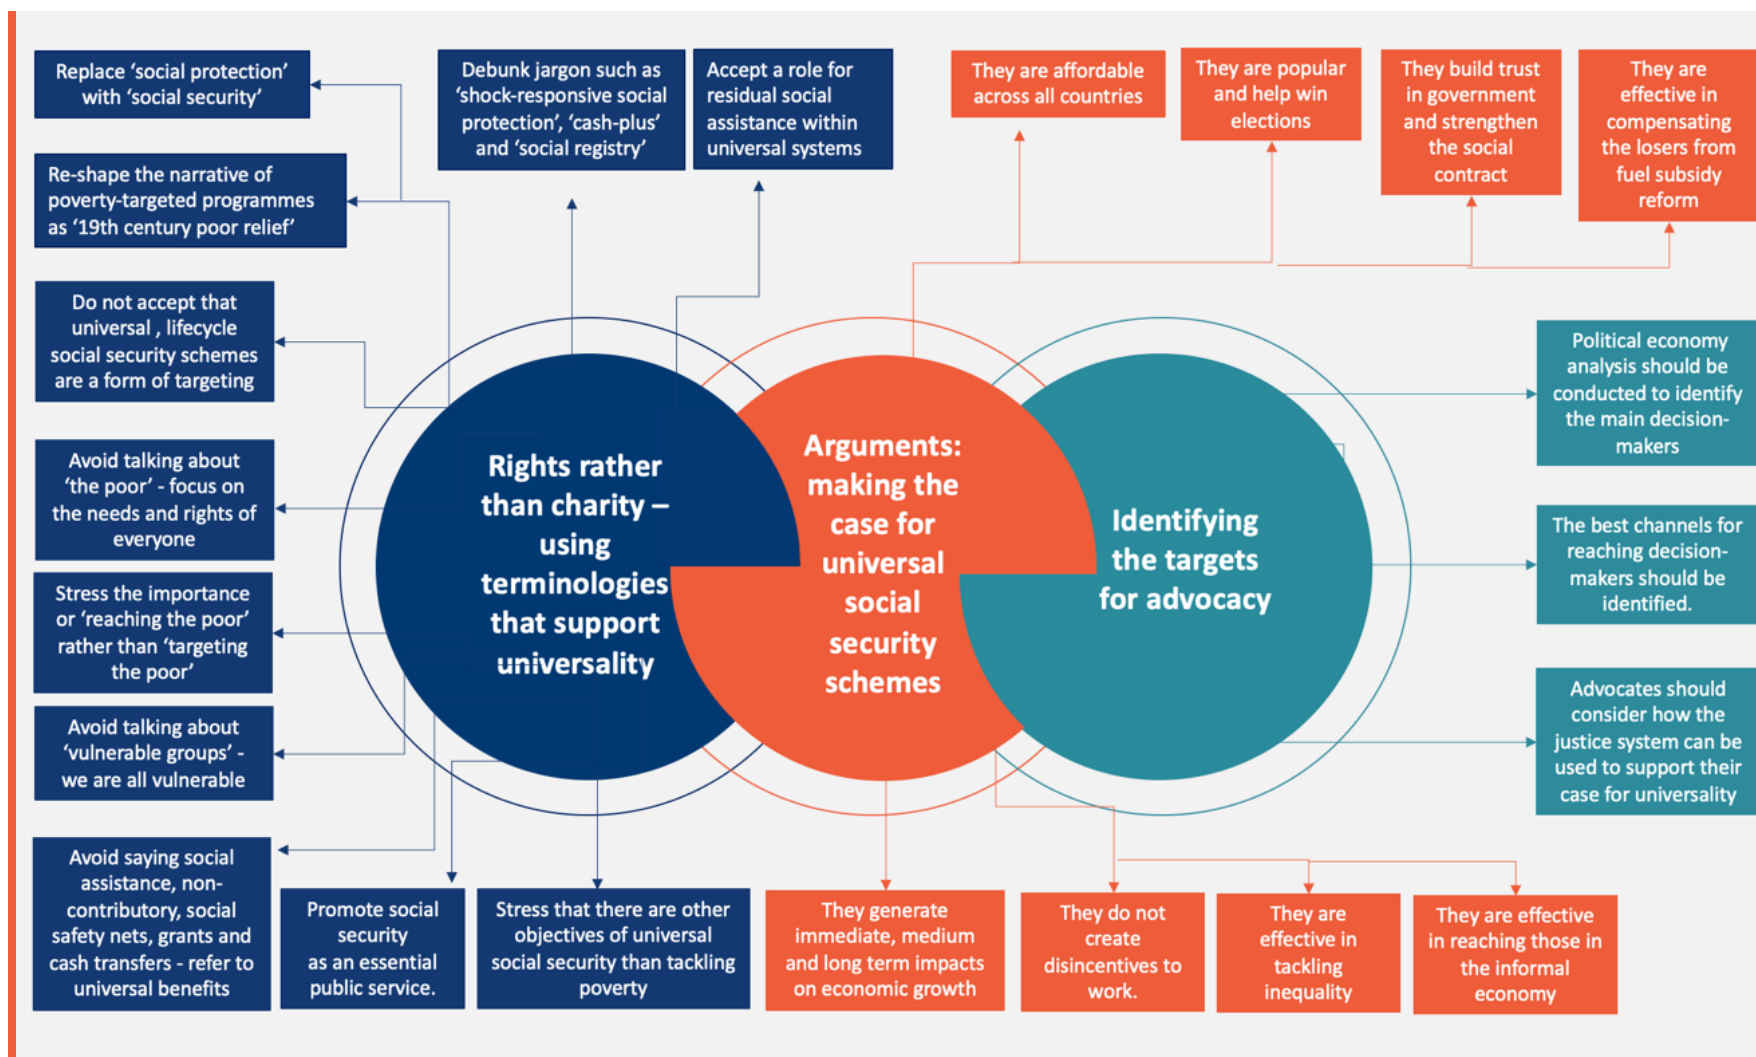 Replace ‘social protection’
with ‘social security’
Re-shape the narrative of
poverty-targeted programmes
as ‘19th century poor relief’
Do not accept that
universal , lifecycle
social security schemes
are a form of targeting
Avoid talking about
‘the poor’ - focus on
the needs and rights of
everyone
Stress the importance
or ‘reaching the poor’
rather than ‘targeting
the poor’
Avoid talking about
‘vulnerable groups’ -
we are all vulnerable
Avoid saying social
assistance, non-
contributory, social
safety nets, grants and
cash transfers - refer to
universal benefits
Promote social
security
as an essential
public service.
Stress that there are other
objectives of universal
social security than tackling
poverty
Debunk jargon such as
‘shock-responsive social
protection’, ‘cash-plus’
and ‘social registry’
Accept a role for
residual social
assistance within
universal systems
Rights rather
than charity –
using
terminologies
that support
universality
They are affordable
across all countries
They are popular
and help win
elections
They build trust
in government
and strengthen
the social
contract
They are
effective in
compensating
the losers from
fuel subsidy
reform
Arguments:
making the
case for
universal
social
security
schemes
They generate
immediate, medium
and long term impacts
on economic growth
They do not
create
disincentives to
work.
They are
effective in
tackling
inequality
They are effective
in reaching those in
the informal
economy
Identifying
the targets
for advocacy
Political economy
analysis should be
conducted to identify
the main decision-
makers
The best channels for
reaching decision-
makers should be
identified.
Advocates should
consider how the
justice system can be
used to support their
case for universality